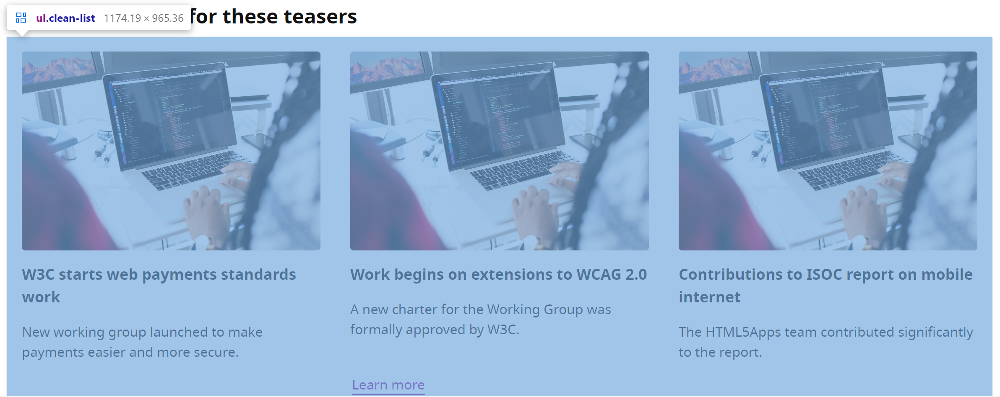 ul.clean-list 1174.19 × 965.36
for these teasers
W3C starts web payments standards
work
New working group launched to make
payments easier and more secure.
Work begins on extensions to WCAG 2.0
A new charter for the Working Group was
formally approved by W3C.
Learn more
Contributions to ISOC report on mobile
internet
The HTML5Apps team contributed significantly
to the report.